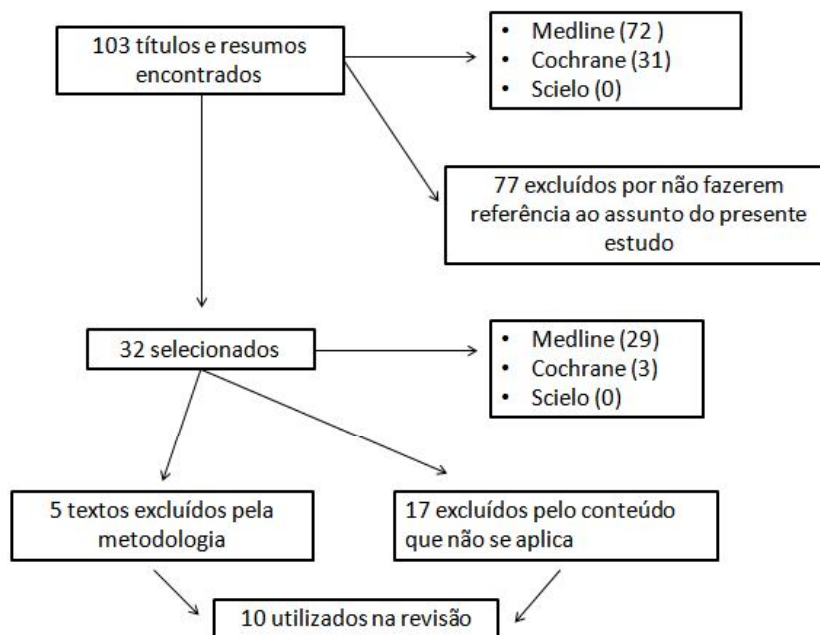 103 títulos e resumos
encontrados
• Medline (72 )
• Cochrane (31)
• Scielo (0)
77 excluídos por não fazerem
referência ao assunto do presente
estudo
32 selecionados
• Medline (29)
• Cochrane (3)
• Scielo (0)
5 textos excluídos pela
metodologia
17 excluídos pelo conteúdo
que não se aplica
10 utilizados na revisão